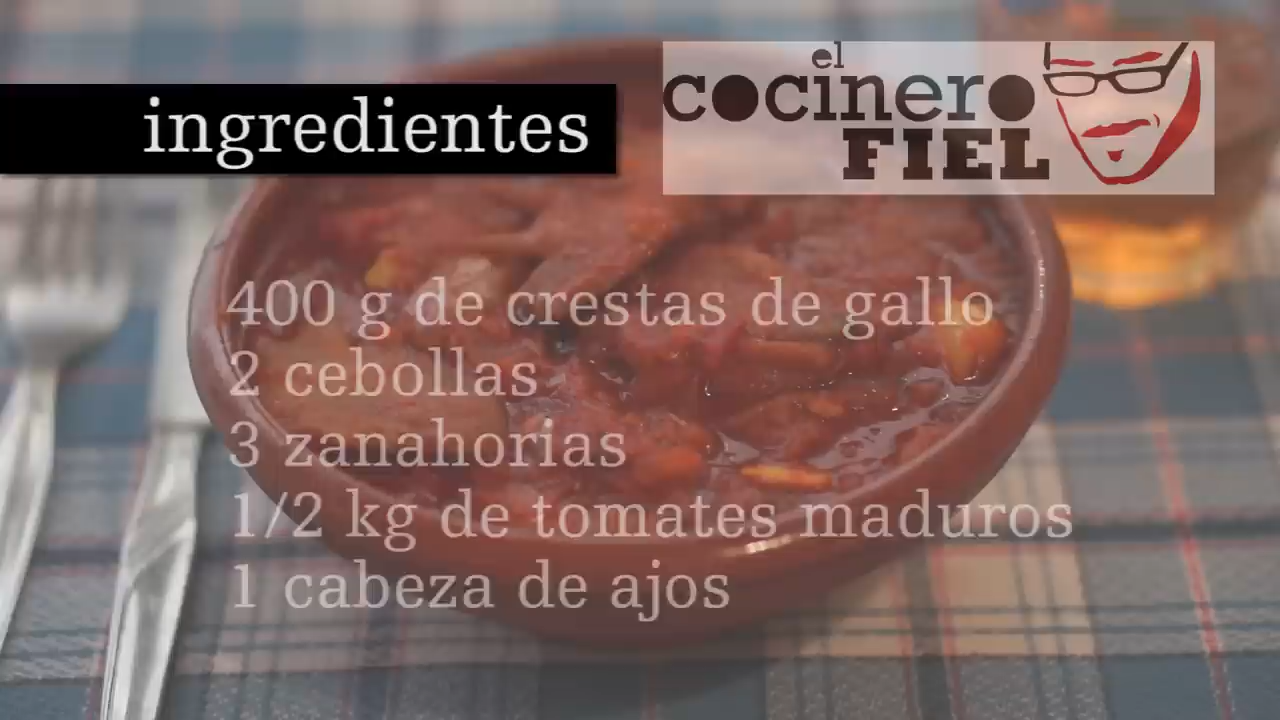 el
cocinero
FIEL
ingredientes
400 g de crestas de gallo
2 cebollas
3 zanahorias
1/2 kg de tomates maduros
1 cabeza de ajos